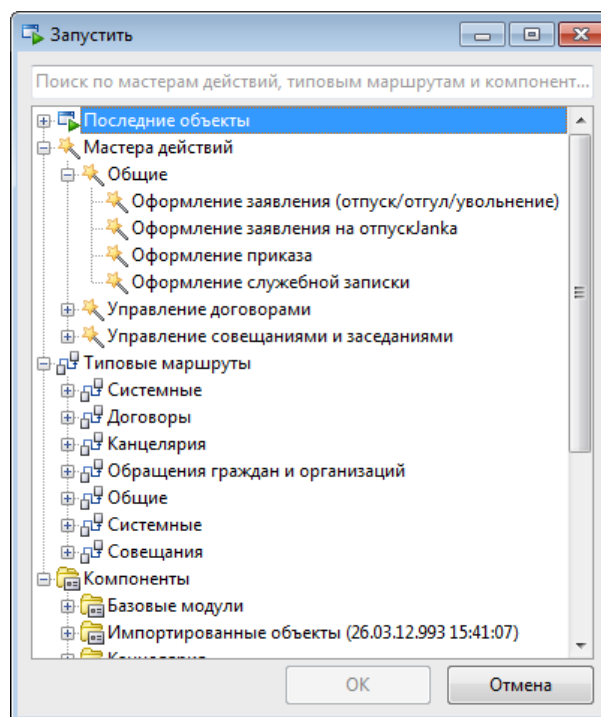 Запустить
Поиск по мастерам действий, типовым маршрутам и компонент...
Последние объекты
Мастера действий
Общие
Оформление заявления (отпуск/отгул/увольнение)
Оформление заявления на отпускJanka
Оформление приказа
Оформление служебной записки
Управление договорами
Управление совещаниями и заседаниями
Типовые маршруты
Системные
Договоры
Канцелярия
Обращения граждан и организаций
Общие
Системные
Совещания
Компоненты
Базовые модули
Импортированные объекты (26.03.12.993 15:41:07)
OK
Отмена